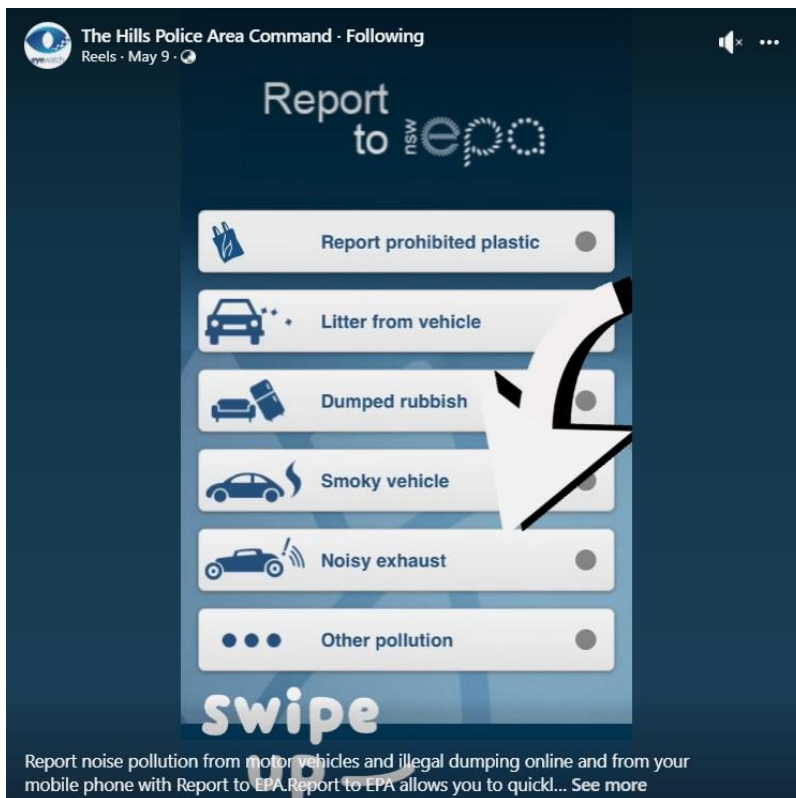 The Hills Police Area Command · Following
Reels · May 9 ·
eyewatch
Report
to nsw epa
Report prohibited plastic
Litter from vehicle
Dumped rubbish
Smoky vehicle
Noisy exhaust
Other pollution
swipe
up
Report noise pollution from motor vehicles and illegal dumping online and from your
mobile phone with Report to EPA.Report to EPA allows you to quickl... See more